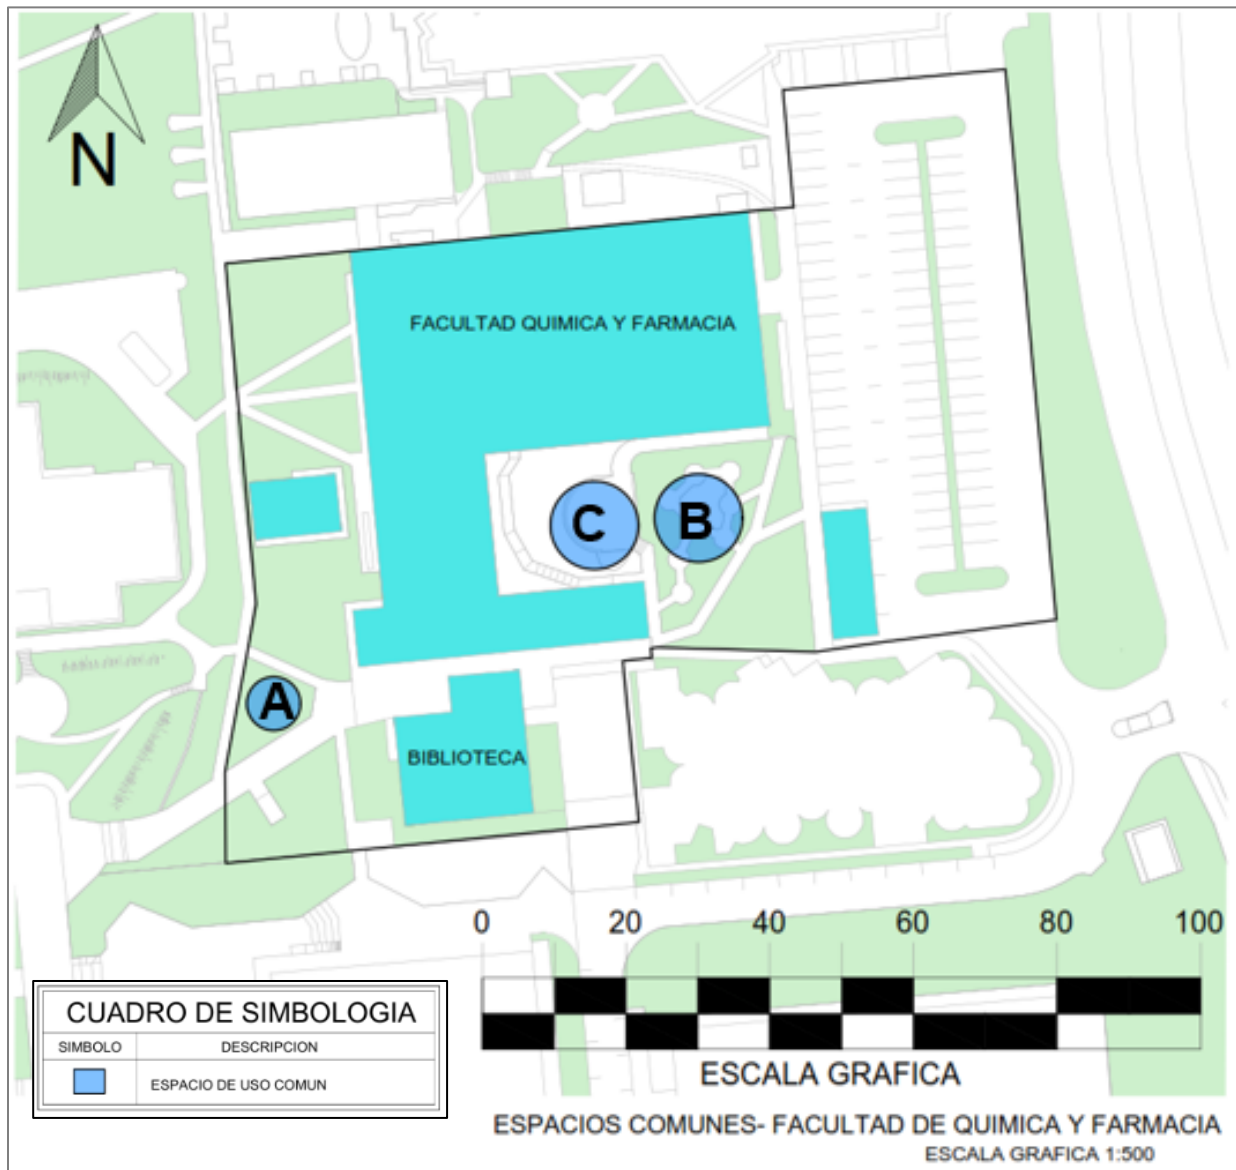 N
FACULTAD QUIMICA Y FARMACIA
C
B
A
BIBLIOTECA
0 20 40 60 80 100
CUADRO DE SIMBOLOGIA
SIMBOLO DESCRIPCION
ESPACIO DE USO COMUN
ESCALA GRAFICA
ESPACIOS COMUNES- FACULTAD DE QUIMICA Y FARMACIA
ESCALA GRAFICA 1:500